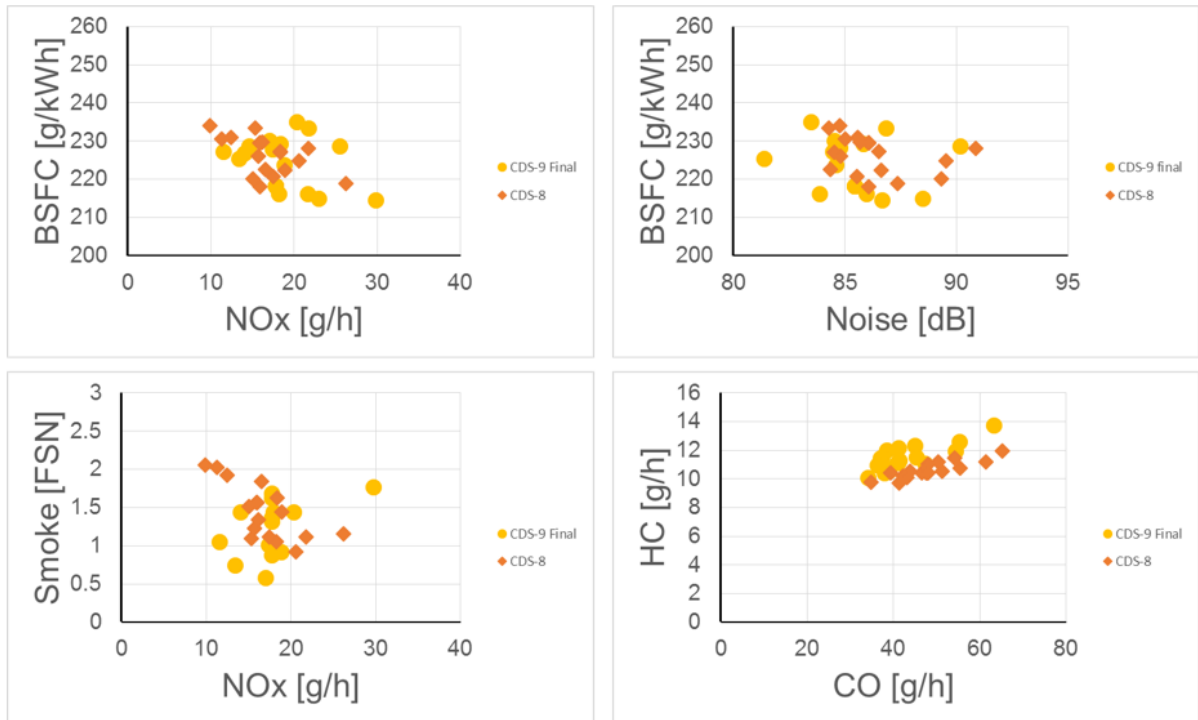 260
250
240
230
220
210
200
BSFC [g/kWh]
0 10 20 30 40
NOx [g/h]
CDS-9 Final
CDS-8
260
250
240
230
220
210
200
BSFC [g/kWh]
80 85 90 95
Noise [dB]
CDS-9 final
CDS-8
3
2.5
2
1.5
1
0.5
0
Smoke [FSN]
0 10 20 30 40
NOx [g/h]
CDS-9 Final
CDS-8
16
14
12
10
8
6
4
2
0
HC [g/h]
0 20 40 60 80
CO [g/h]
CDS-9 Final
CDS-8